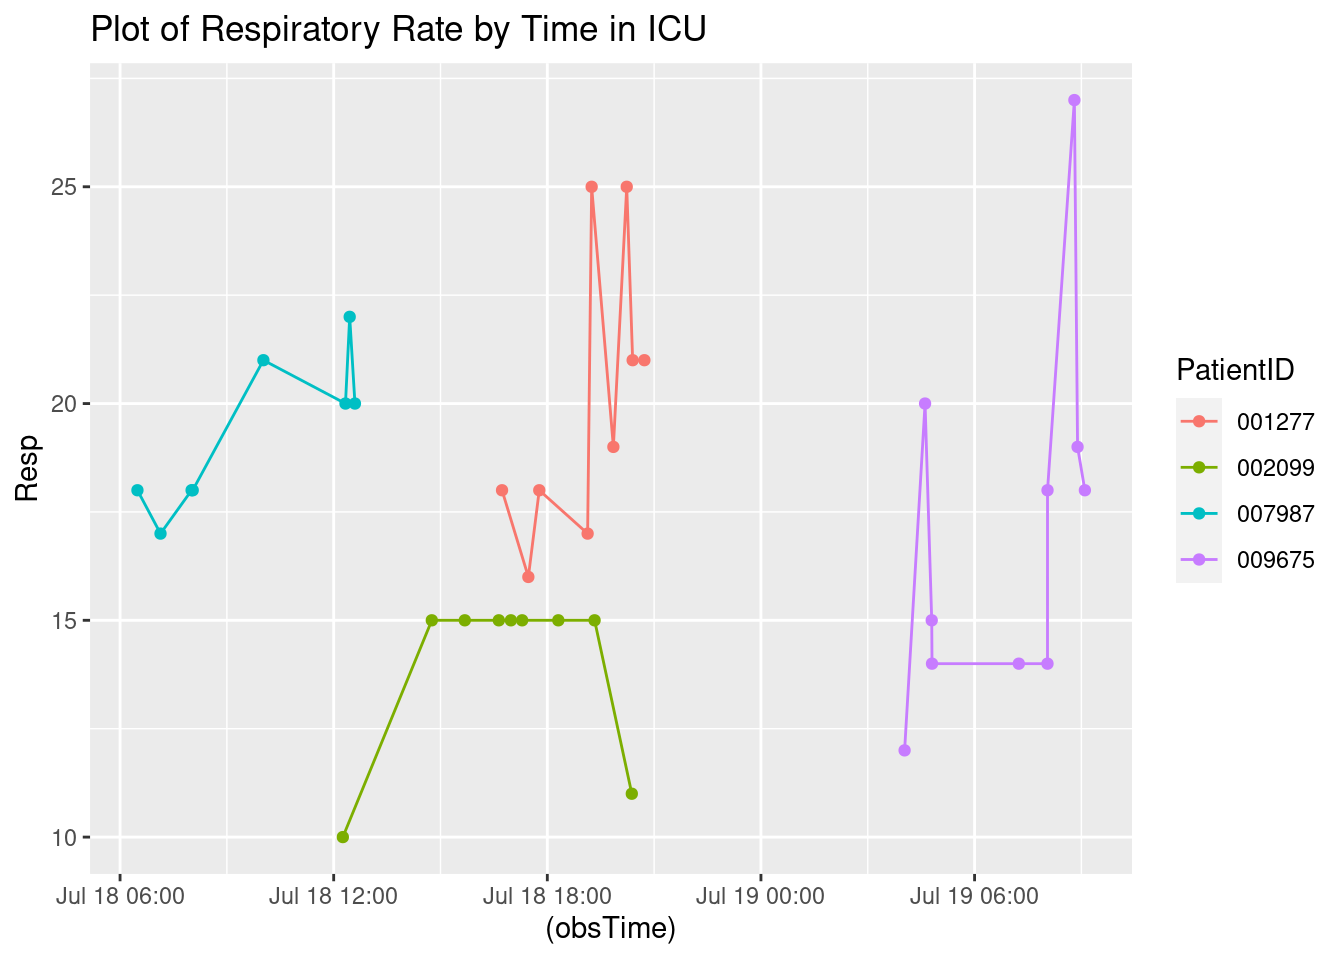 Plot of Respiratory Rate by Time in ICU
25
20
15
10
Resp
Jul 18 06:00 Jul 18 12:00 Jul 18 18:00 Jul 19 00:00 Jul 19 06:00
(obsTime)
PatientID
001277
002099
007987
009675